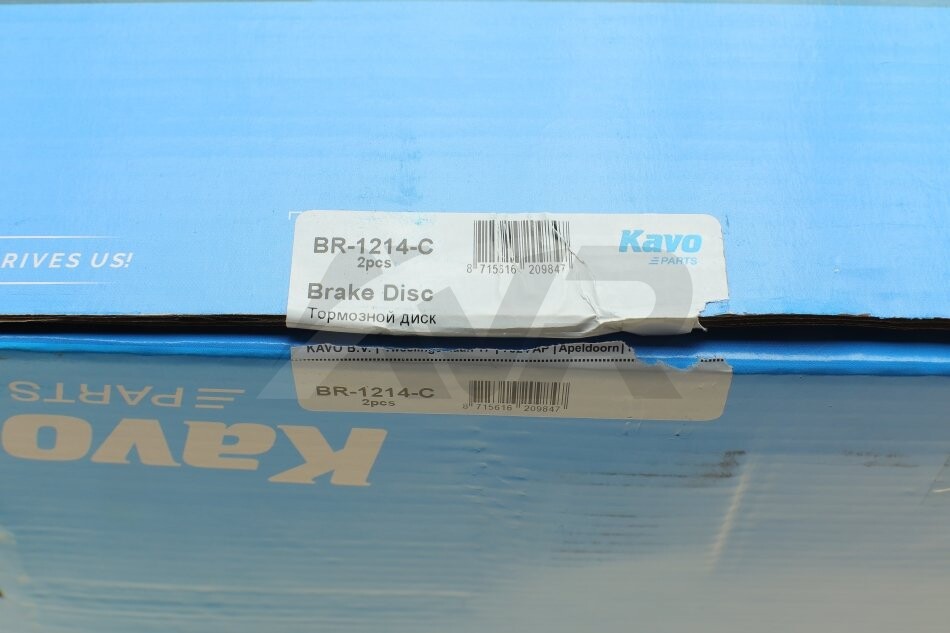 RIVES US!
BR-1214-C
2pcs
8 715616 209847
Kavo
PARTS
Brake Disc
Тормозной диск
KAVO B.V. | 7321AP | Apeldoorn |
BR-1214-C
2pcs
8 715616 209847
PARTS
Kavo